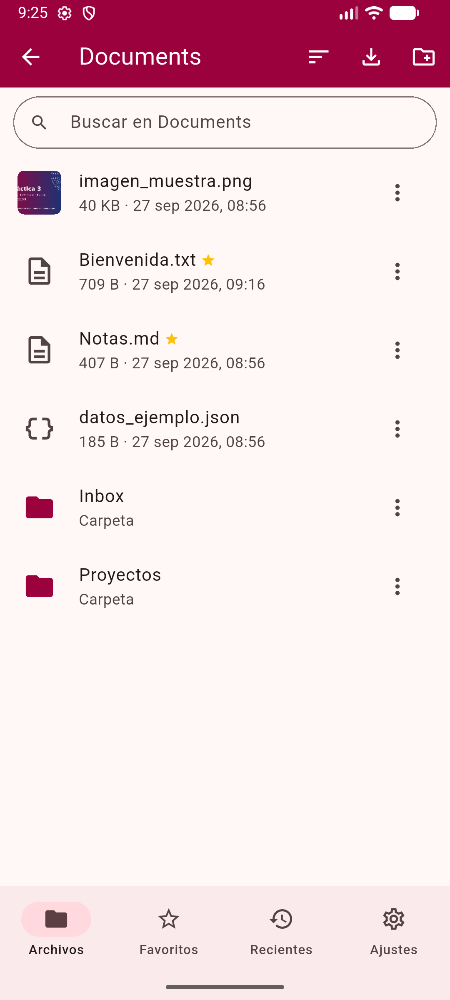 9:25
Documents
Buscar en Documents
áctica 3
imagen_muestra.png
40 KB · 27 sep 2026, 08:56
Bienvenida.txt
709 B · 27 sep 2026, 09:16
Notas.md
407 B · 27 sep 2026, 08:56
datos_ejemplo.json
185 B · 27 sep 2026, 08:56
Inbox
Carpeta
Proyectos
Carpeta
Archivos
Favoritos
Recientes
Ajustes